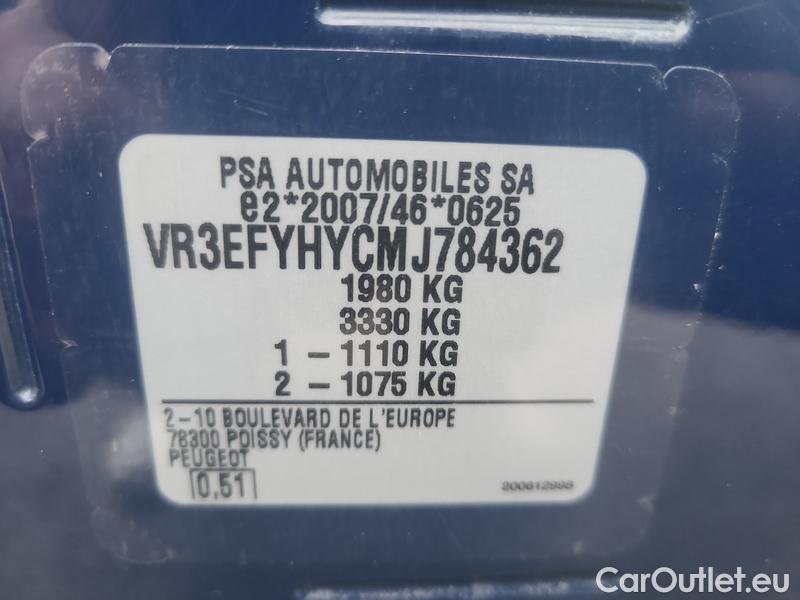 PSA AUTOMOBILES SA
e2*2007/46*0625
VR3EFYHYCMJ784362
1980 KG
3330 KG
1 - 1110 KG
2 - 1075 KG
2-10 BOULEVARD DE L'EUROPE
78300 POISSY (FRANCE)
PEUGEOT
0,51
200612998
CarOutlet.eu